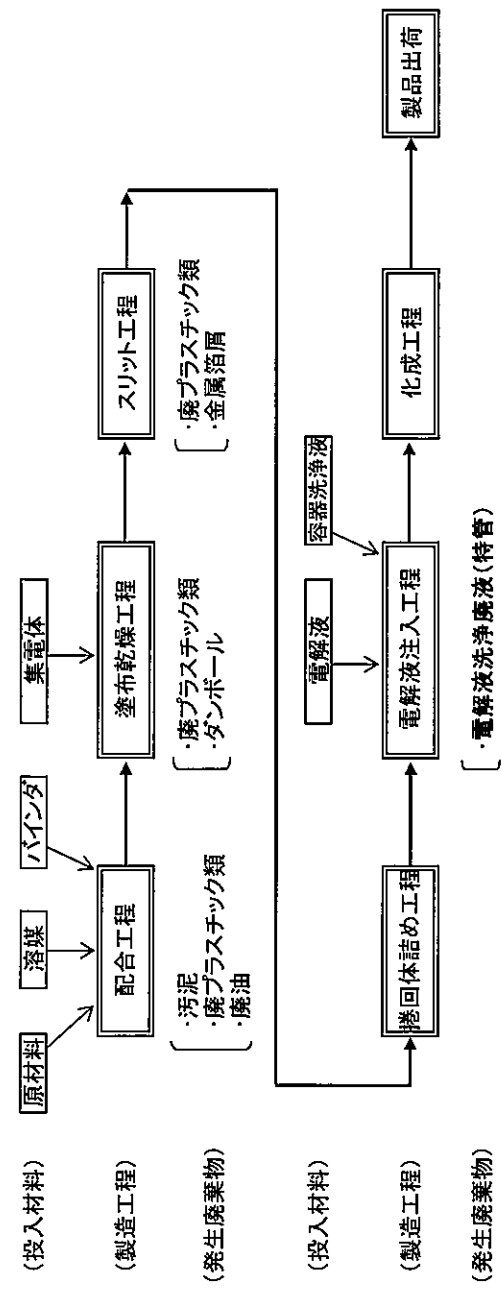 (投入材料)
原材料
溶媒
バインダ
集電体
(製造工程)
配合工程
塗布乾燥工程
スリット工程
(発生廃棄物)
・汚泥
・廃プラスチック類
・廃油
・廃プラスチック類
・ダンボール
・廃プラスチック類
・金属箔屑
(投入材料)
電解液
容器洗浄液
(製造工程)
捲回体詰め工程
電解液注入工程
化成工程
製品出荷
(発生廃棄物)
・電解液洗浄廃液(特管)